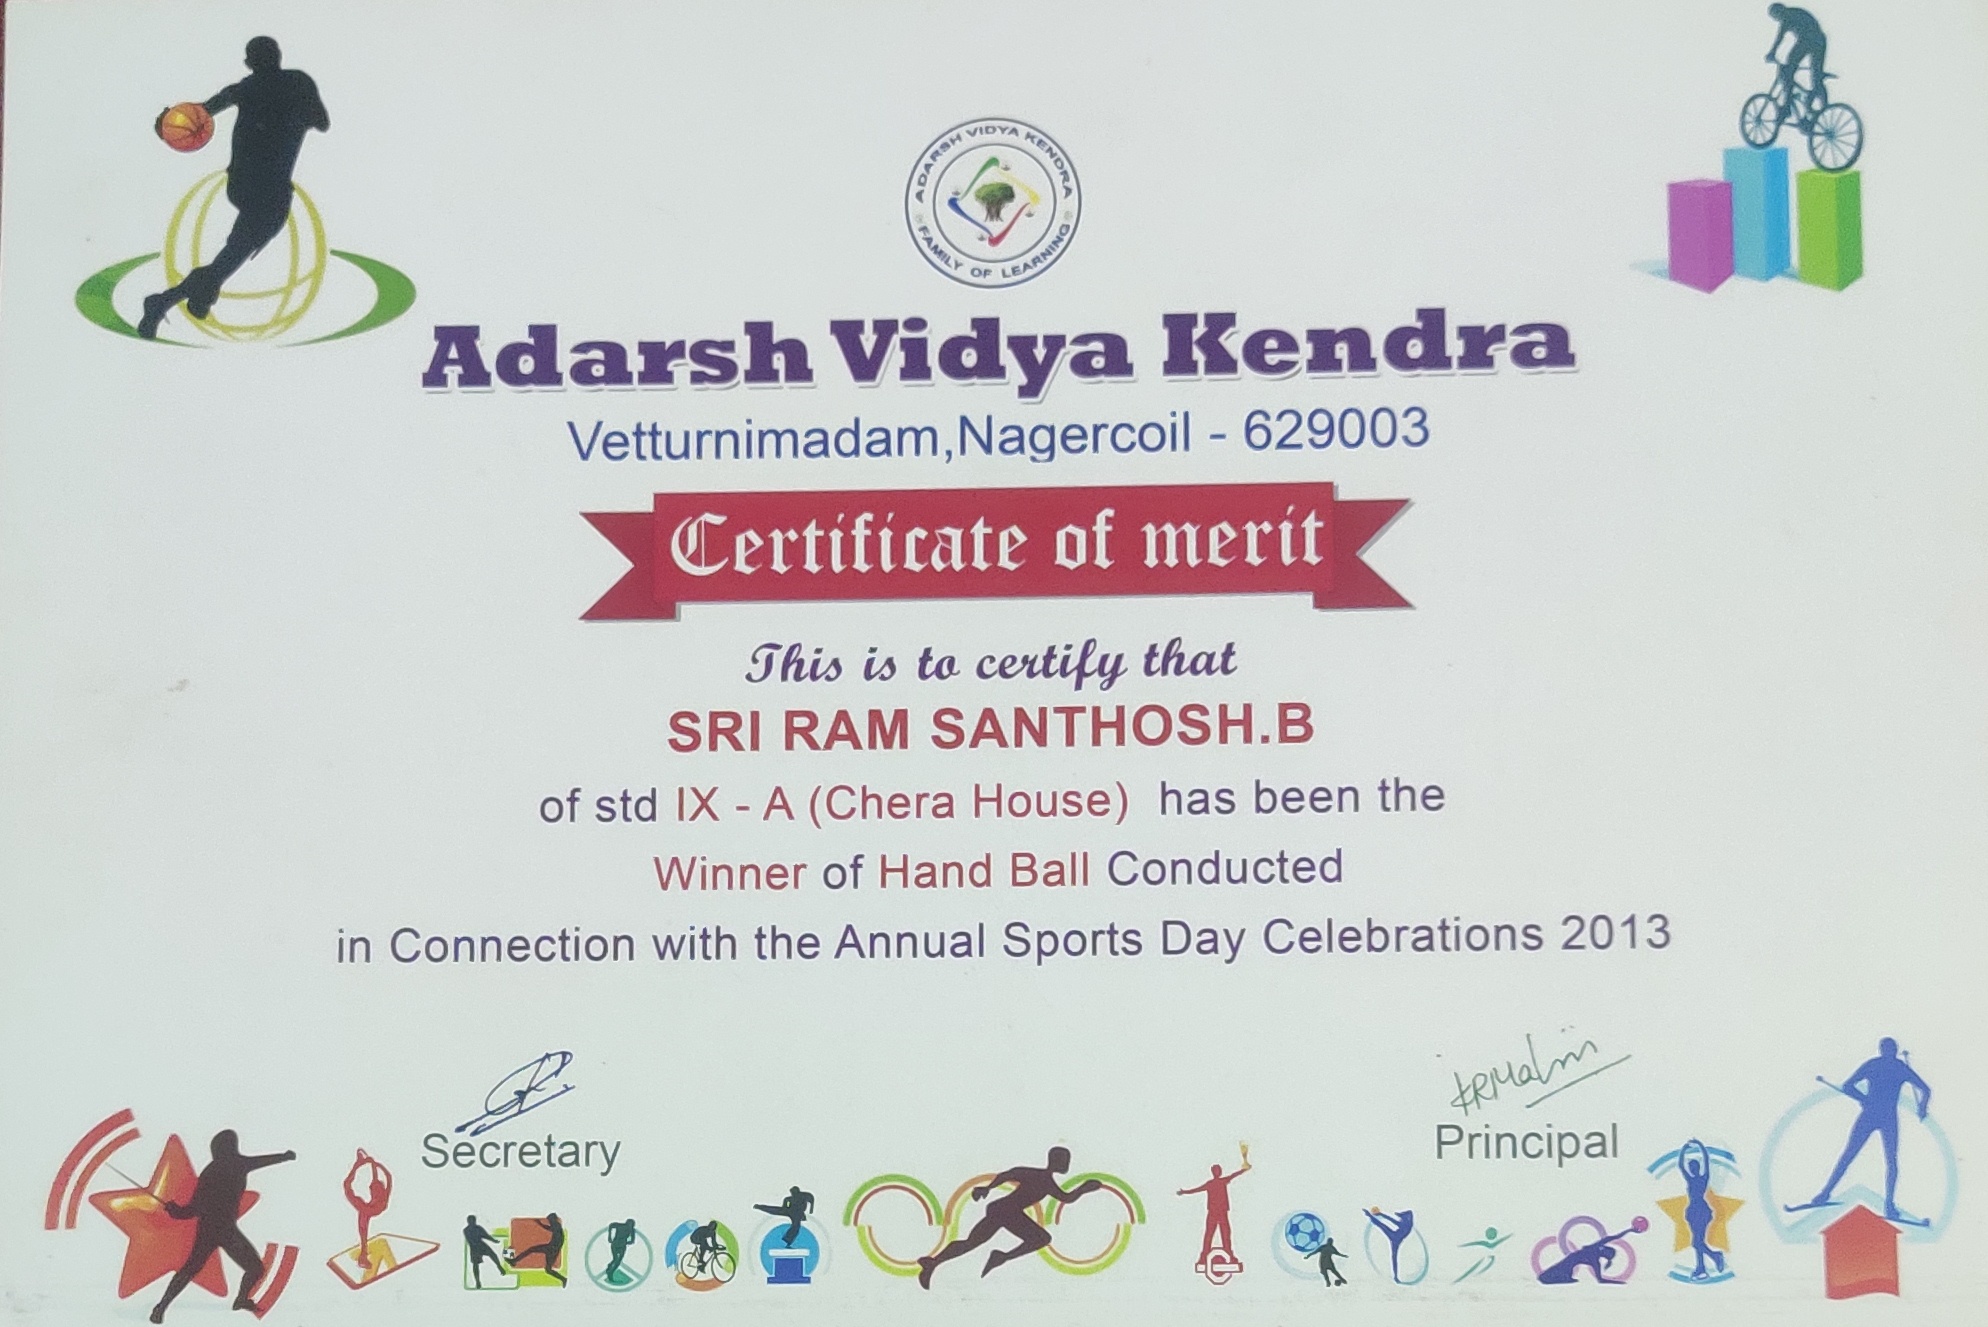 ADARSH VIDYA KENDRA
FAMILY OF LEARNING
Adarsh Vidya Kendra
Vetturnimadam,Nagercoil - 629003
Certificate of merit
This is to certify that
SRI RAM SANTHOSH.B
of std IX - A (Chera House) has been the
Winner of Hand Ball Conducted
in Connection with the Annual Sports Day Celebrations 2013
Secretary
Principal